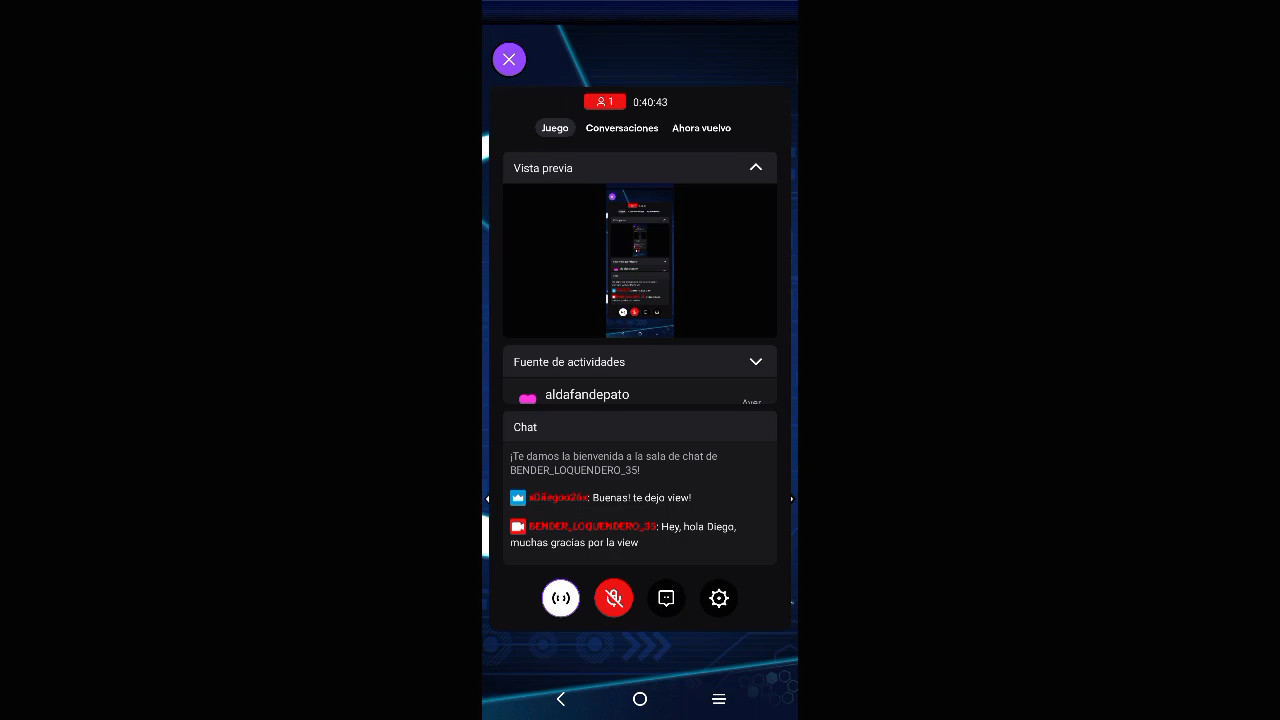 1 0:40:43
Juego Conversaciones Ahora vuelvo
Vista previa
Fuente de actividades
aldafandepato
Ayer
Chat
¡Te damos la bienvenida a la sala de chat de
BENDER_LOQUENDERO_35!
xDiiegoo26x: Buenas! te dejo view!
BENDER_LOQUENDERO_35: Hey, hola Diego,
muchas gracias por la view